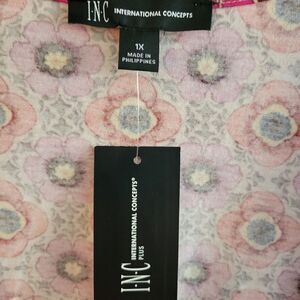 I·N·C INTERNATIONAL CONCEPTS
1X
MADE IN
PHILIPPINES
I·N·C INTERNATIONAL CONCEPTS®
PLUS